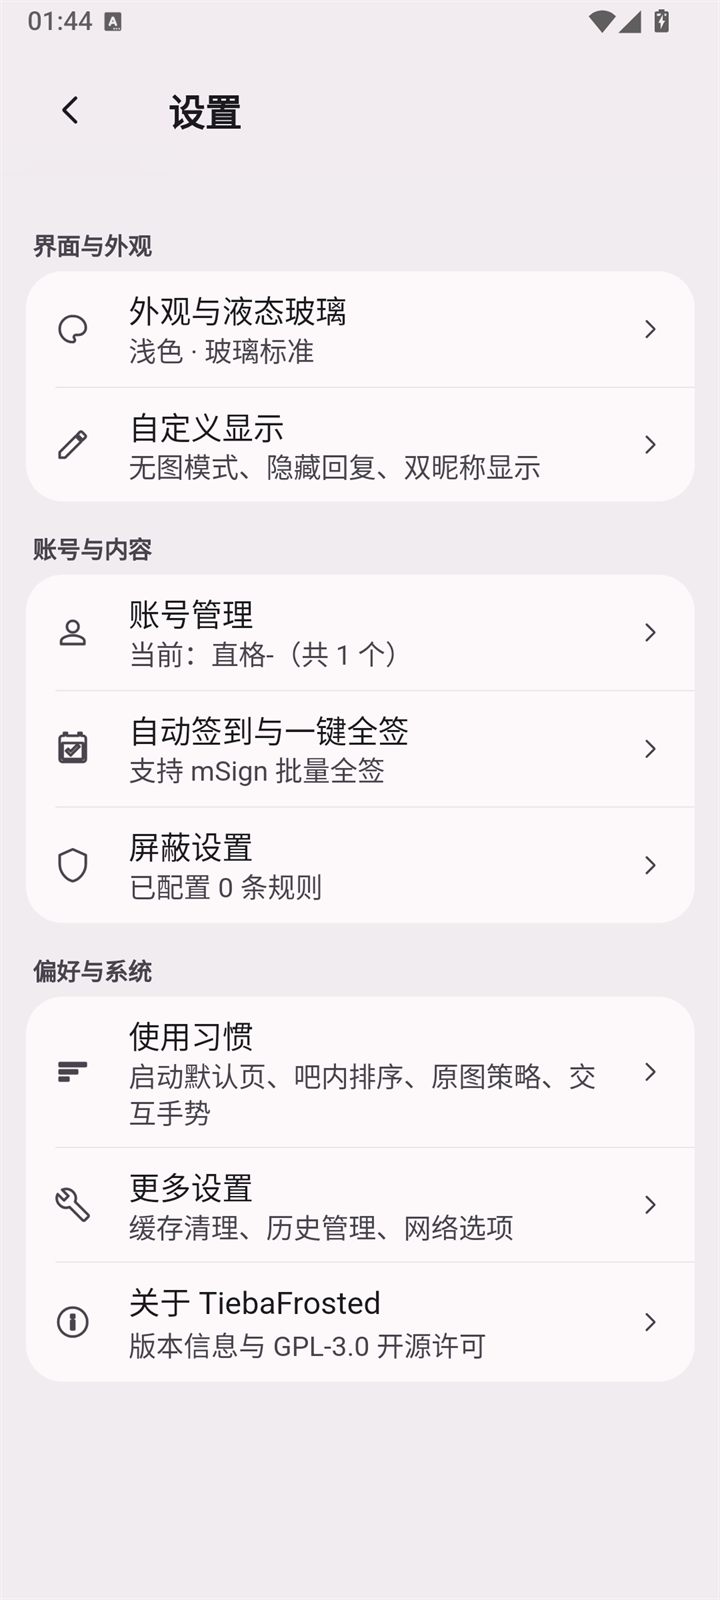 01:44
设置
界面与外观
外观与液态玻璃
浅色 · 玻璃标准
自定义显示
无图模式、隐藏回复、双昵称显示
账号与内容
账号管理
当前：直格-（共 1 个）
自动签到与一键全签
支持 mSign 批量全签
屏蔽设置
已配置 0 条规则
偏好与系统
使用习惯
启动默认页、吧内排序、原图策略、交
互手势
更多设置
缓存清理、历史管理、网络选项
关于 TiebaFrosted
版本信息与 GPL-3.0 开源许可